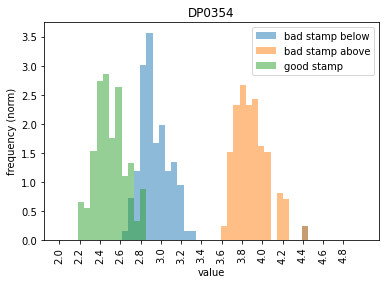 DP0354
bad stamp below
bad stamp above
good stamp
frequency (norm)
3.5
3.0
2.5
2.0
1.5
1.0
0.5
0.0
2.0 2.2 2.4 2.6 2.8 3.0 3.2 3.4 3.6 3.8 4.0 4.2 4.4 4.6 4.8
value